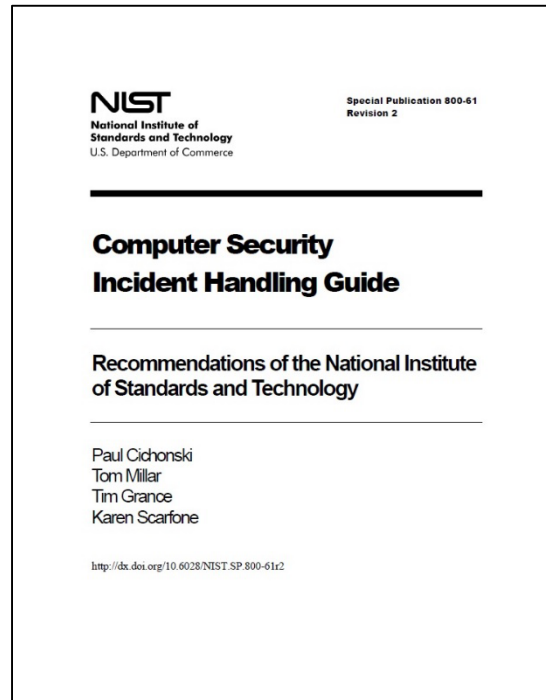 NIST
National Institute of
Standards and Technology
U.S. Department of Commerce
Special Publication 800-61
Revision 2
Computer Security
Incident Handling Guide
Recommendations of the National Institute
of Standards and Technology
Paul Cichonski
Tom Millar
Tim Grance
Karen Scarfone
http://dx.doi.org/10.6028/NIST.SP.800-61r2